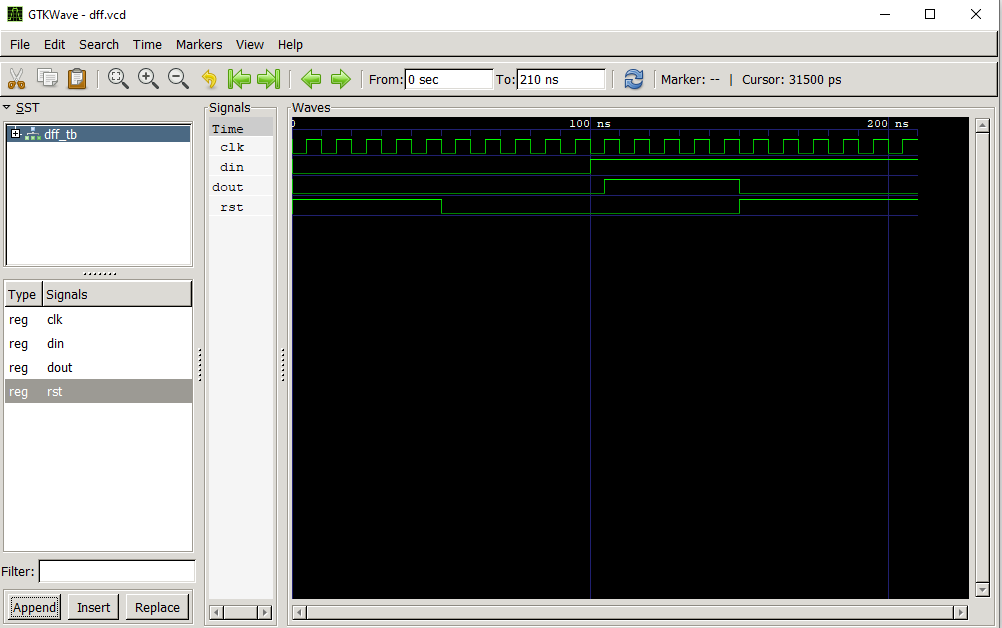 GTKWave - dff.vcd
File Edit Search Time Markers View Help
From: 0 sec To: 210 ns Marker: -- | Cursor: 31500 ps
SST
dff_tb
Type Signals
reg clk
reg din
reg dout
reg rst
Filter:
Append Insert Replace
Signals
Time
clk
din
dout
rst
Waves
0 100 ns 200 ns